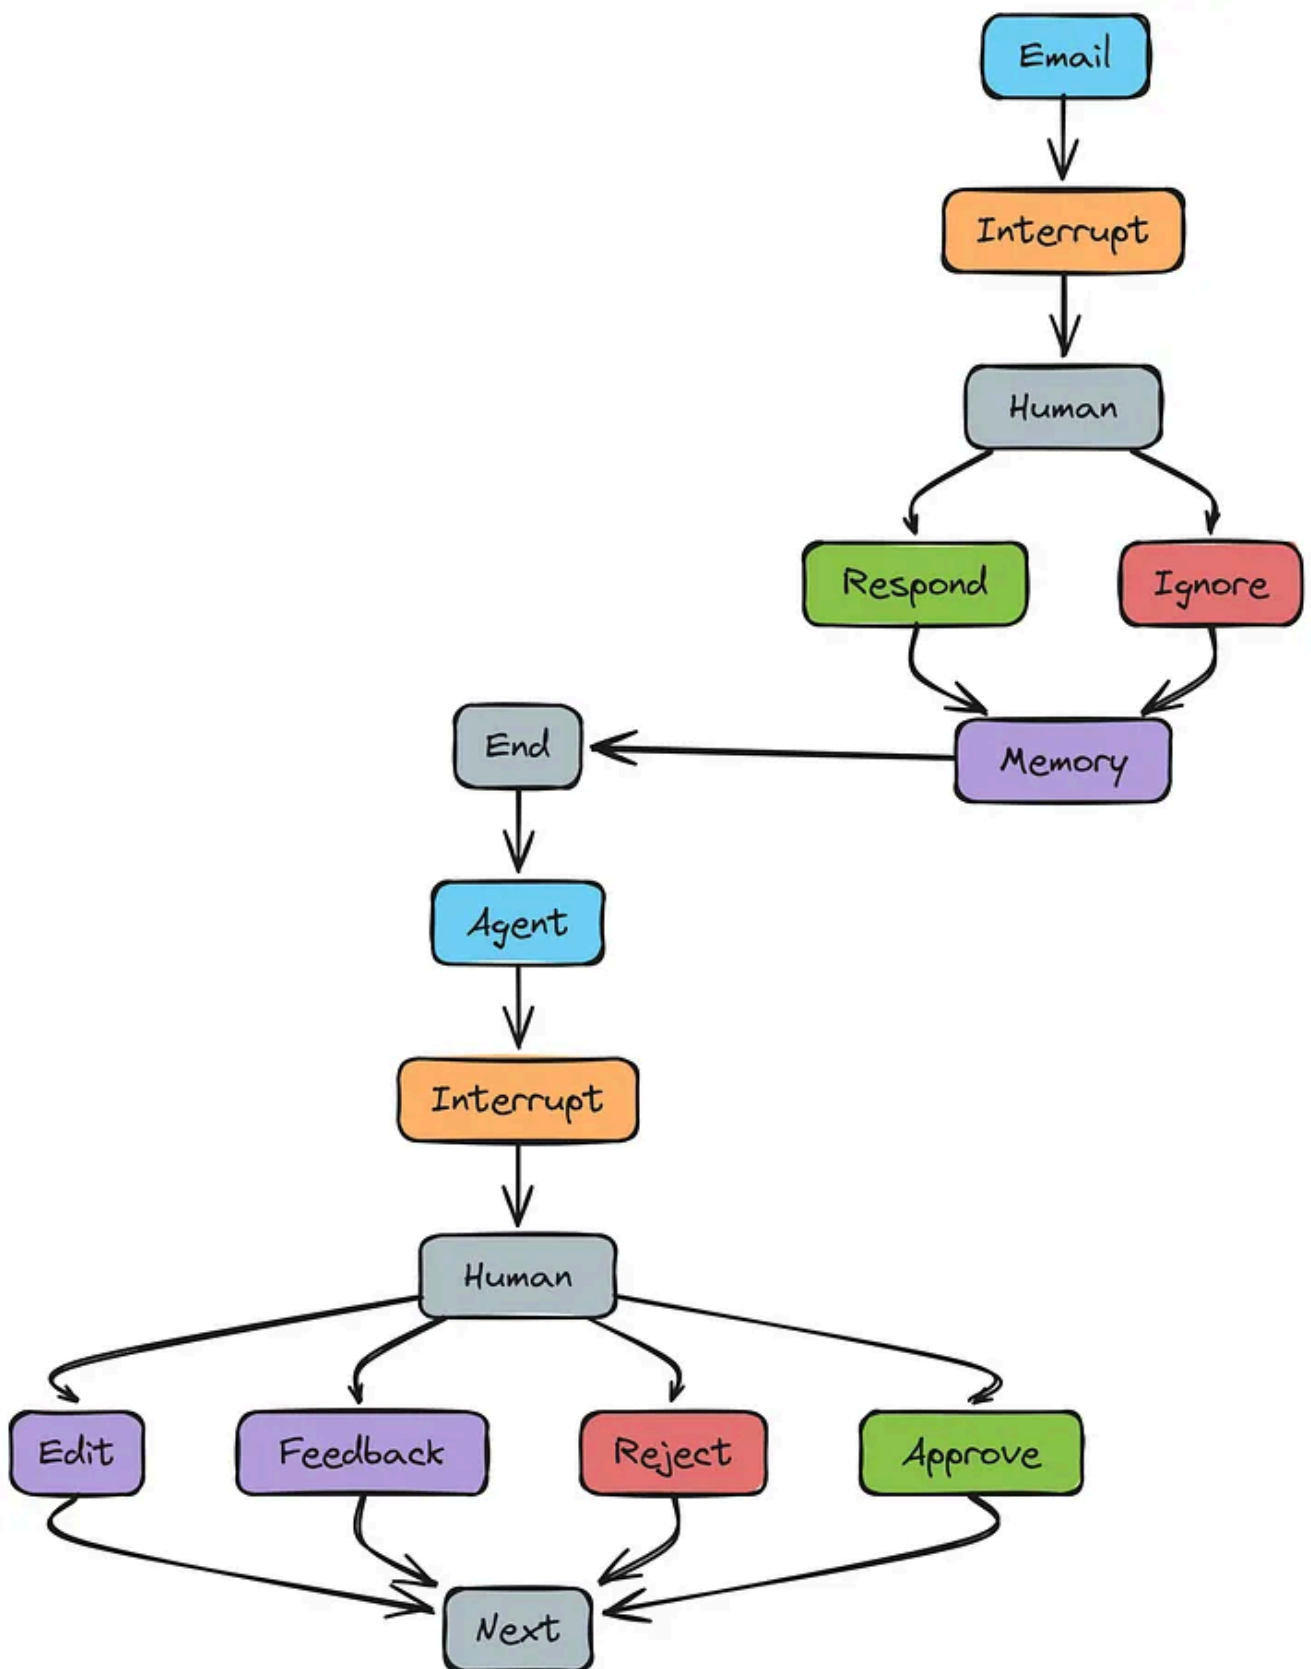 Email
Interrupt
Human
Respond
Ignore
Memory
End
Agent
Interrupt
Human
Edit
Feedback
Reject
Approve
Next